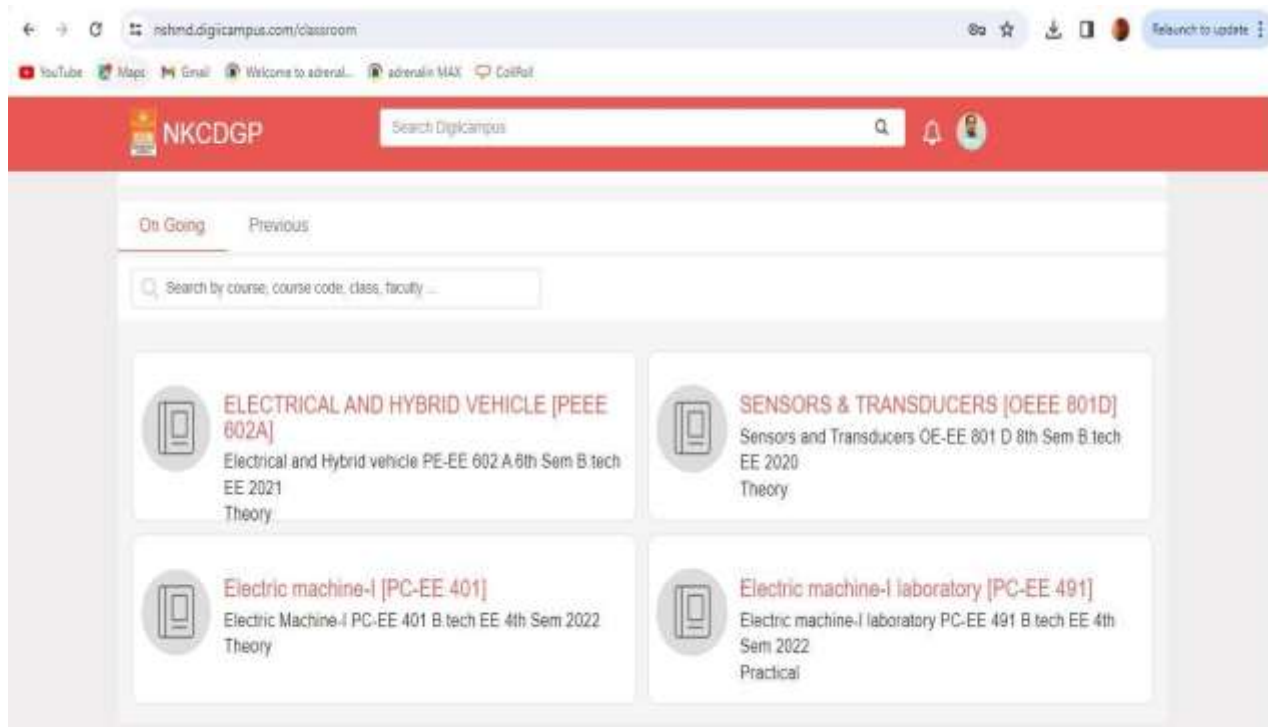 nshmd.digiicampus.com/classroom
Relaunch to update
YouTube Maps Gmail Welcome to adrenal... adrenalin MAX
NKCDGP
Search Digiicampus
On Going Previous
Search by course, course code, class, faculty ...
ELECTRICAL AND HYBRID VEHICLE [PEEE
602A]
Electrical and Hybrid vehicle PE-EE 602 A 6th Sem B.tech
EE 2021
Theory
SENSORS & TRANSDUCERS [OEEE 801D]
Sensors and Transducers OE-EE 801 D 8th Sem B.tech
EE 2020
Theory
Electric machine-I [PC-EE 401]
Electric Machine-I PC-EE 401 B.tech EE 4th Sem 2022
Theory
Electric machine-I laboratory [PC-EE 491]
Electric machine-I laboratory PC-EE 491 B.tech EE 4th
Sem 2022
Practical